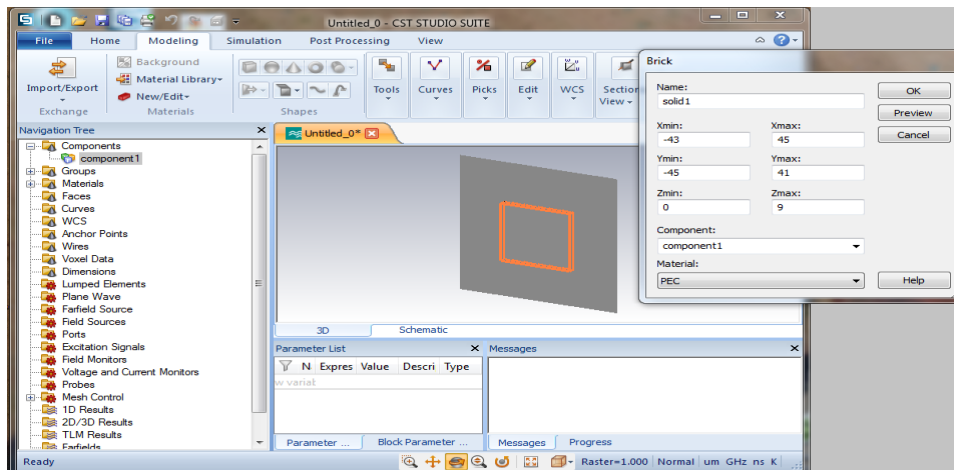 Untitled_0 - CST STUDIO SUITE
File Home Modeling Simulation Post Processing View
Import/Export
Exchange
Background
Material Library
New/Edit
Materials
Shapes
Tools
Curves
Picks
Edit
WCS
Section
View
Navigation Tree
Components
component1
Groups
Materials
Faces
Curves
WCS
Anchor Points
Wires
Voxel Data
Dimensions
Lumped Elements
Plane Wave
Farfield Source
Field Sources
Ports
Excitation Signals
Field Monitors
Voltage and Current Monitors
Probes
Mesh Control
1D Results
2D/3D Results
TLM Results
Farfields
Untitled_0*
3D Schematic
Parameter List
N Expres Value Descri Type
w variat
Parameter ... Block Parameter ...
Messages
Messages Progress
Ready
Raster=1.000 Normal um GHz ns K
Brick
Name:
solid1
Xmin: Xmax:
-43 45
Ymin: Ymax:
-45 41
Zmin: Zmax:
0 9
Component:
component1
Material:
PEC
OK
Preview
Cancel
Help